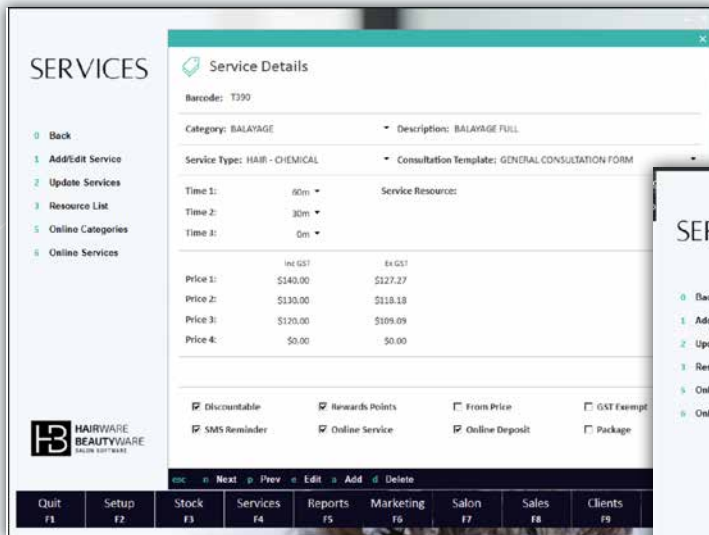 SERVICES
0 Back
1 Add/Edit Service
2 Update Services
3 Resource List
5 Online Categories
6 Online Services
HAIRWARE
BEAUTYWARE
SALON SOFTWARE
Service Details
Barcode: T390
Category: BALAYAGE Description: BALAYAGE FULL
Service Type: HAIR - CHEMICAL Consultation Template: GENERAL CONSULTATION FORM
Time 1: 60m Service Resource:
Time 2: 30m
Time 3: 0m
Inc GST Ex GST
Price 1: $140.00 $127.27
Price 2: $130.00 $118.18
Price 3: $120.00 $109.09
Price 4: $0.00 $0.00
Discountable Rewards Points From Price GST Exempt
SMS Reminder Online Service Online Deposit Package
esc n Next p Prev e Edit a Add d Delete
Quit Setup Stock Services Reports Marketing Salon Sales Clients
F1 F2 F3 F4 F5 F6 F7 F8 F9
SER
0 Ba
1 Ad
2 Up
3 Re
5 Onl
6 Onl